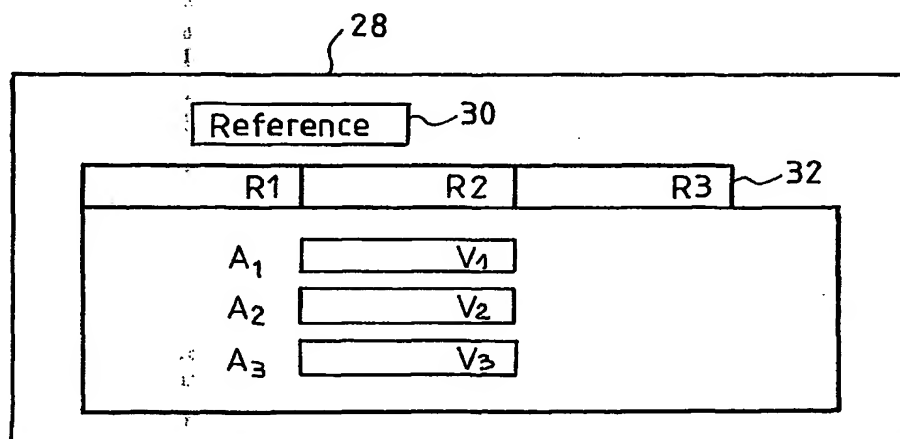 28
Reference 30
R1 R2 R3 32
A₁ V₁
A₂ V₂
A₃ V₃